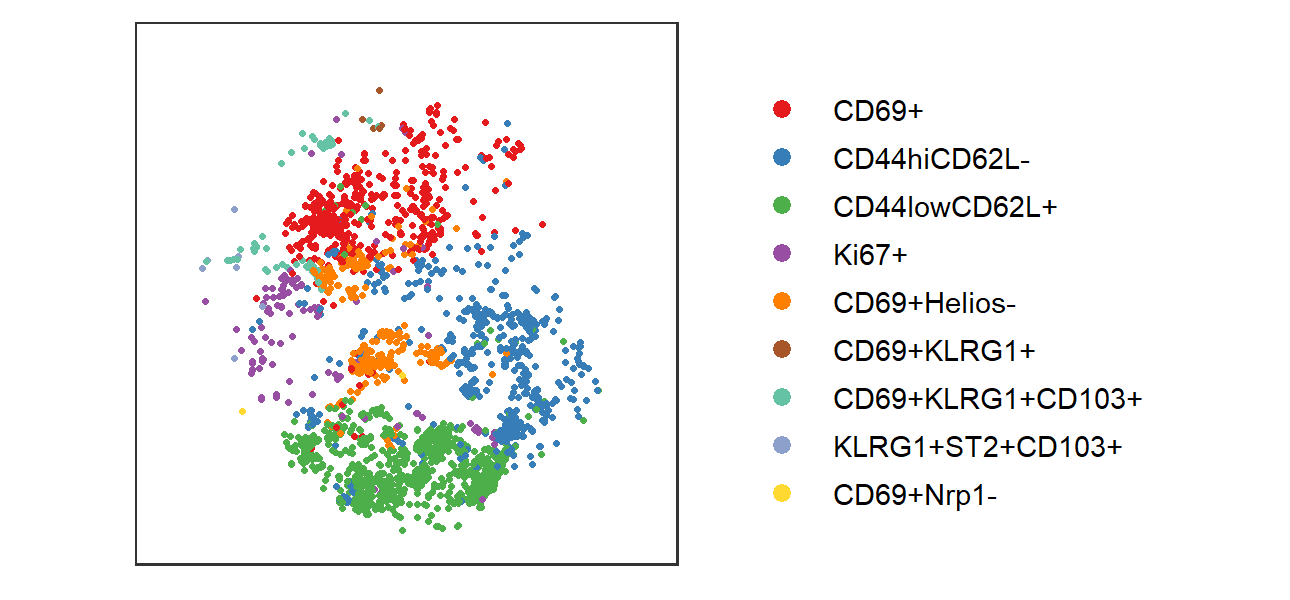 CD69+
CD44hiCD62L-
CD44lowCD62L+
Ki67+
CD69+Helios-
CD69+KLRG1+
CD69+KLRG1+CD103+
KLRG1+ST2+CD103+
CD69+Nrp1-